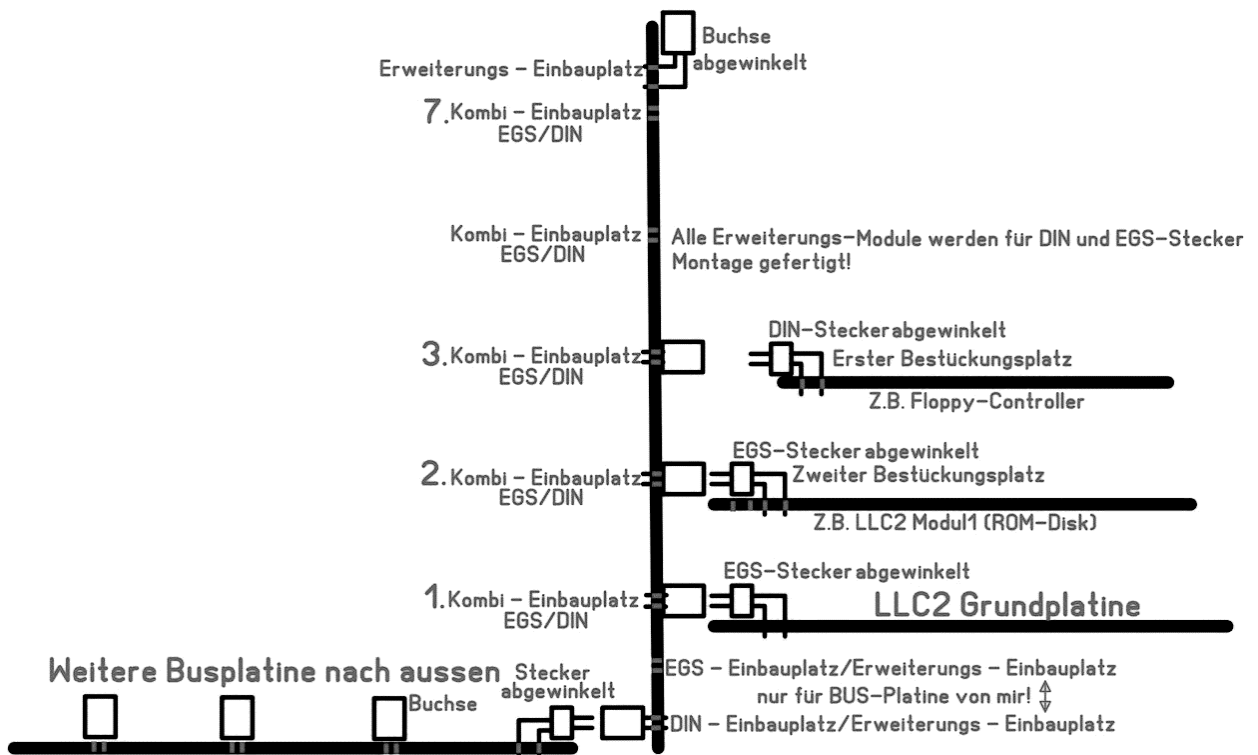 Buchse
abgewinkelt
Erweiterungs - Einbauplatz
7. Kombi - Einbauplatz
EGS/DIN
Kombi - Einbauplatz
EGS/DIN
Alle Erweiterungs-Module werden für DIN und EGS-Stecker
Montage gefertigt!
DIN-Stecker abgewinkelt
3. Kombi - Einbauplatz
EGS/DIN
Erster Bestückungsplatz
Z.B. Floppy-Controller
EGS-Stecker abgewinkelt
2. Kombi - Einbauplatz
EGS/DIN
Zweiter Bestückungsplatz
Z.B. LLC2 Modul1 (ROM-Disk)
EGS-Stecker abgewinkelt
1. Kombi - Einbauplatz
EGS/DIN
LLC2 Grundplatine
EGS - Einbauplatz/Erweiterungs - Einbauplatz
nur für BUS-Platine von mir!
DIN - Einbauplatz/Erweiterungs - Einbauplatz
Weitere Busplatine nach aussen
Stecker
abgewinkelt
Buchse